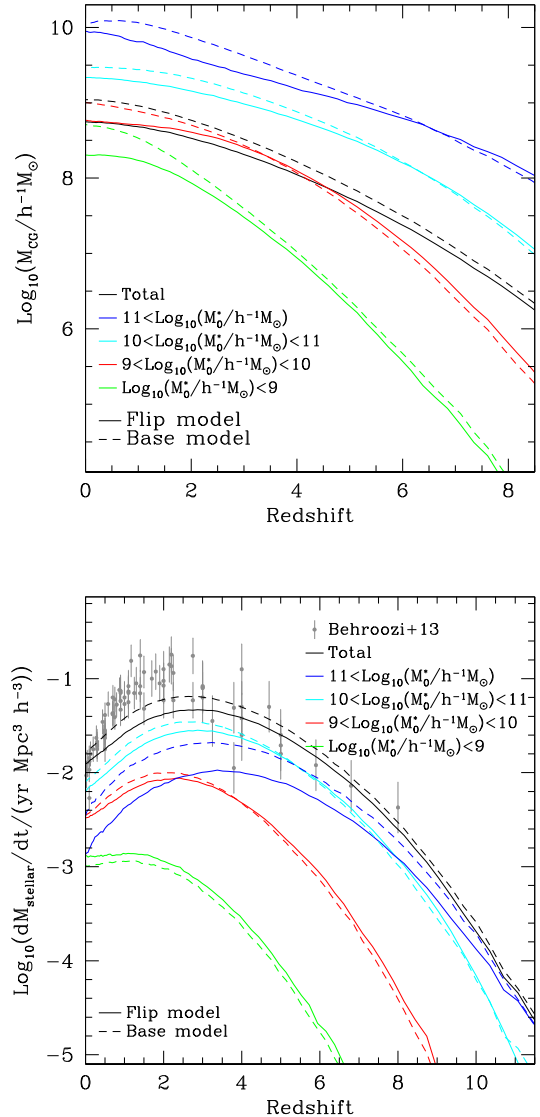 10
8
6
Log₁₀(M_CG/h⁻¹M⊙)
Total
11<Log₁₀(M*₀/h⁻¹M⊙)
10<Log₁₀(M*₀/h⁻¹M⊙)<11
9<Log₁₀(M*₀/h⁻¹M⊙)<10
Log₁₀(M*₀/h⁻¹M⊙)<9
Flip model
Base model
0 2 4 6 8
Redshift
Behroozi+13
Total
11<Log₁₀(M*₀/h⁻¹M⊙)
10<Log₁₀(M*₀/h⁻¹M⊙)<11
9<Log₁₀(M*₀/h⁻¹M⊙)<10
Log₁₀(M*₀/h⁻¹M⊙)<9
-1
-2
-3
-4
-5
Log₁₀(dM_stellar/dt/(yr Mpc³ h⁻³))
Flip model
Base model
0 2 4 6 8 10
Redshift